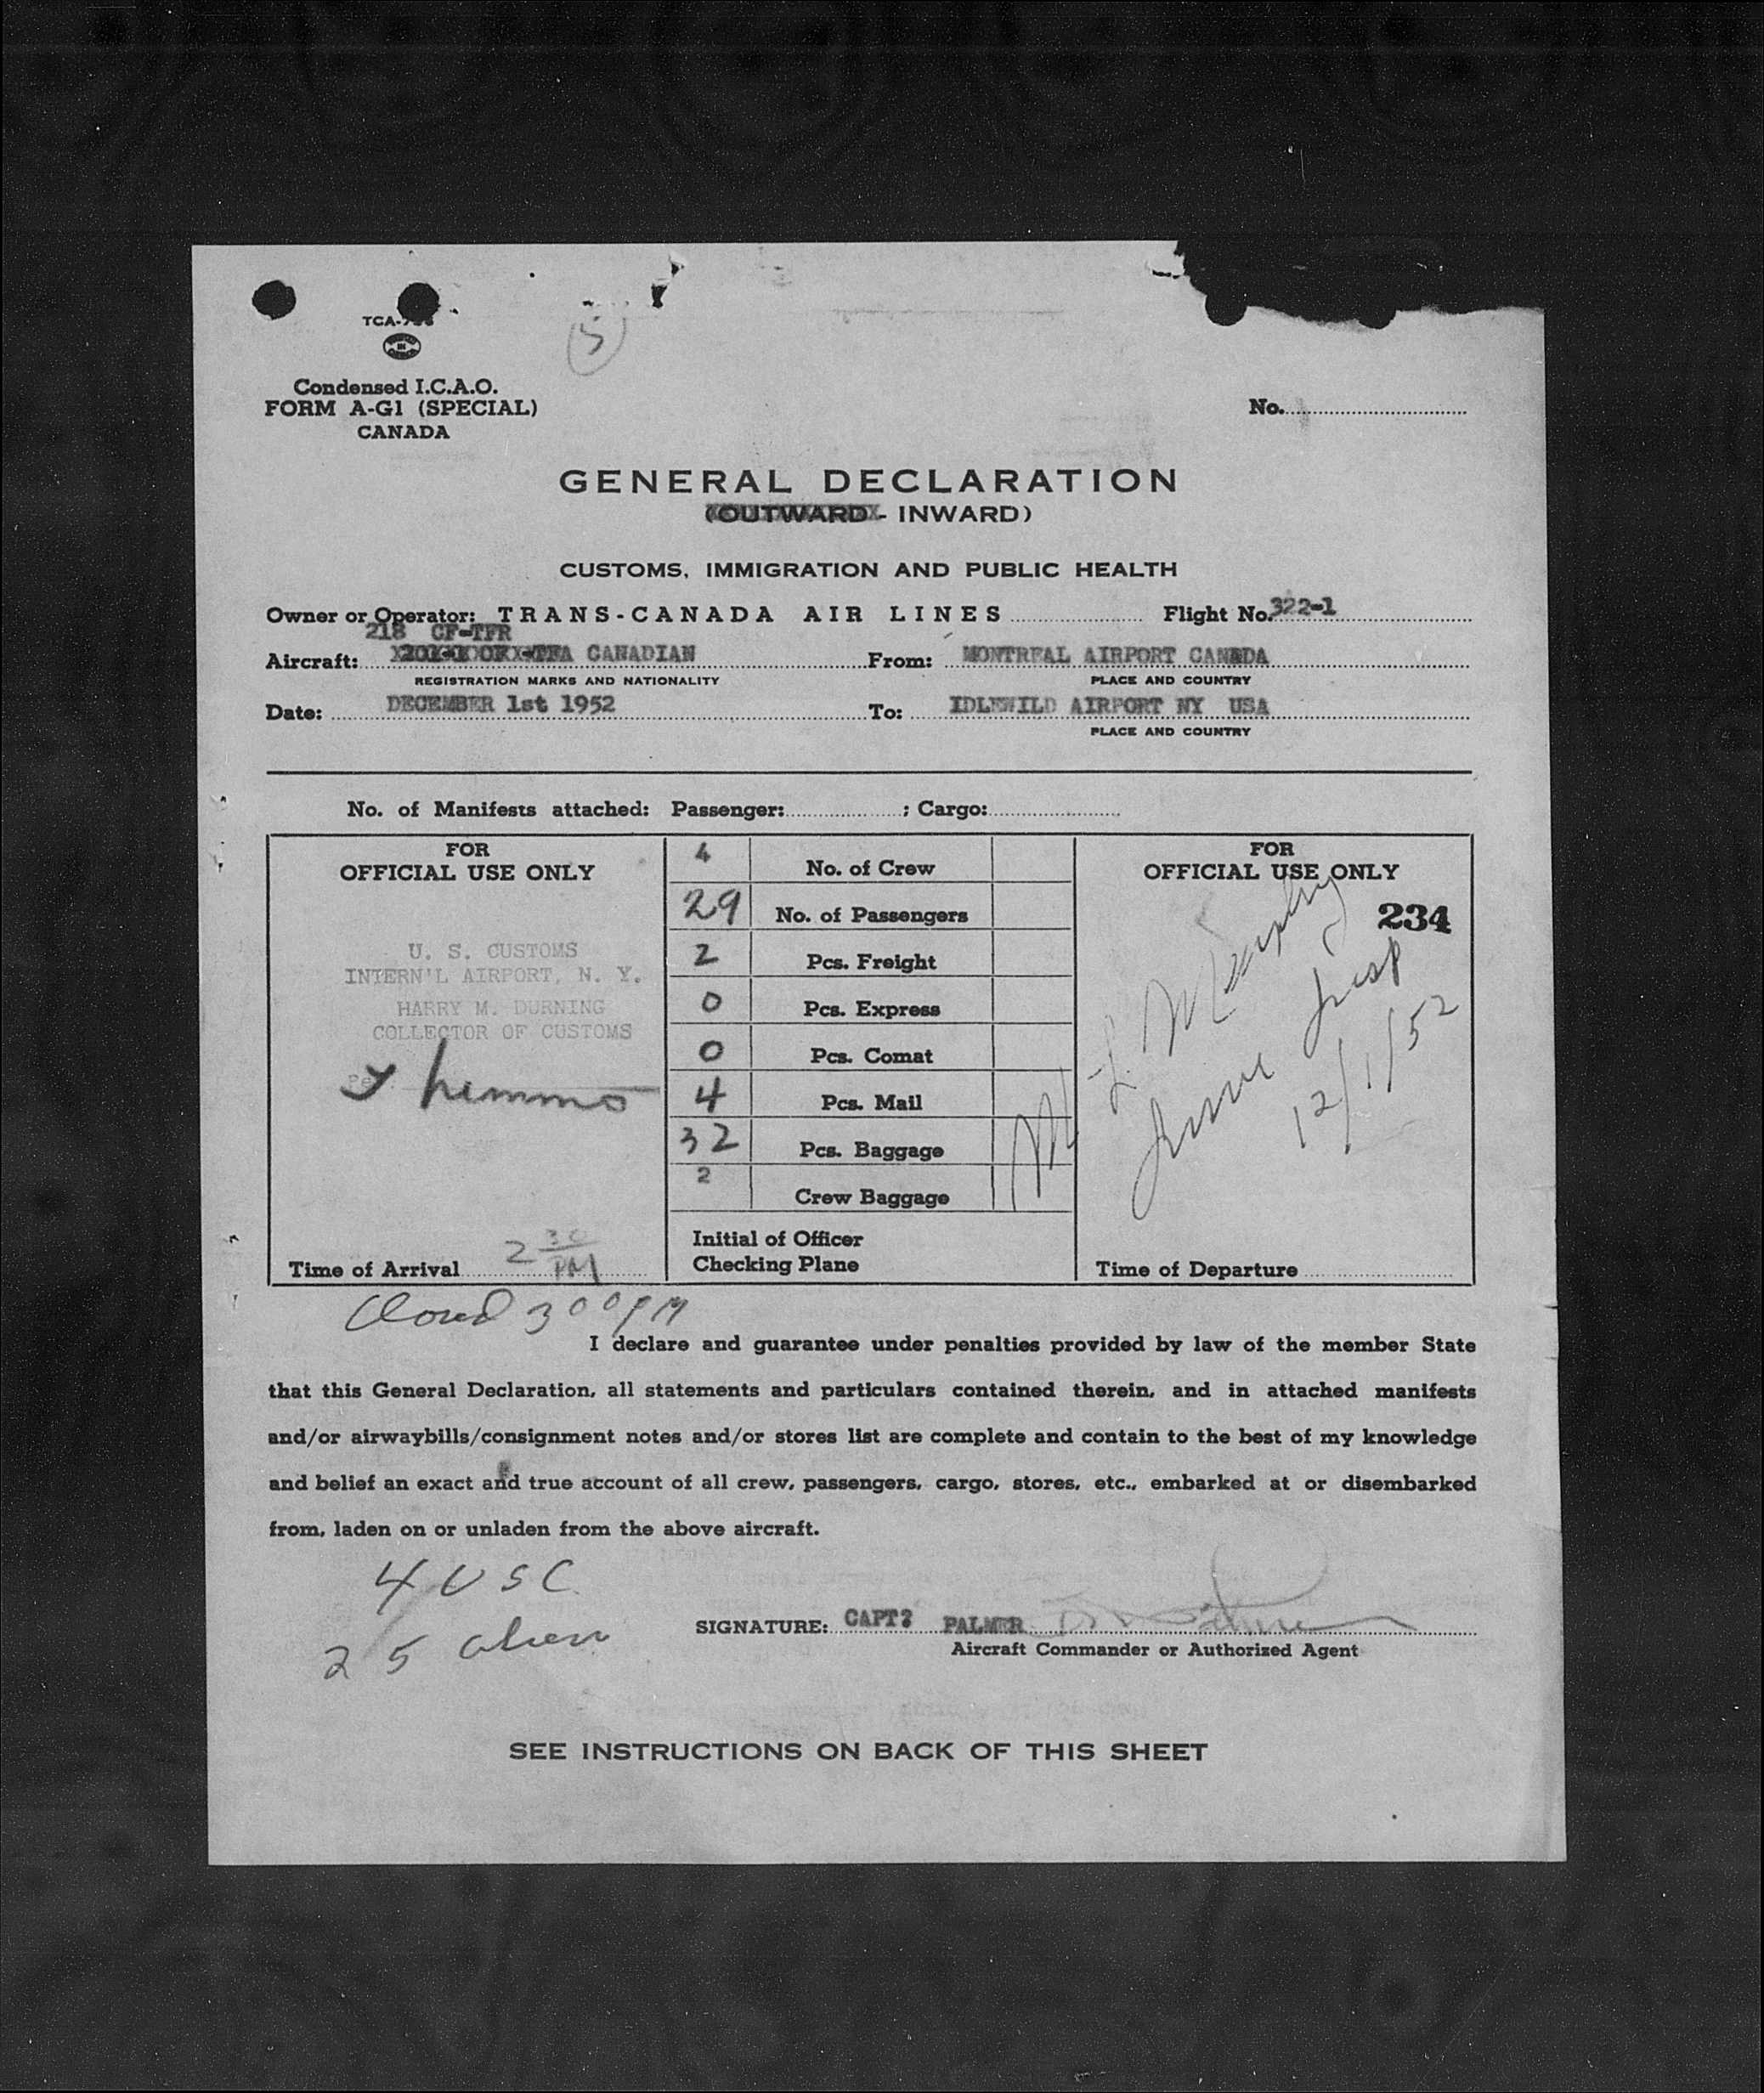 TCA-
5
Condensed I.C.A.O.
FORM A-G1 (SPECIAL)
CANADA
No.
GENERAL DECLARATION
(OUTWARD - INWARD)
CUSTOMS, IMMIGRATION AND PUBLIC HEALTH
Owner or Operator: TRANS-CANADA AIR LINES Flight No. 322-1
218 CF-TFR
Aircraft: CANADIAN From: MONTREAL AIRPORT CANADA
REGISTRATION MARKS AND NATIONALITY PLACE AND COUNTRY
Date: DECEMBER 1st 1952 To: IDLEWILD AIRPORT NY USA
PLACE AND COUNTRY
No. of Manifests attached: Passenger: ; Cargo:
FOR
OFFICIAL USE ONLY
U. S. CUSTOMS
INTERN'L AIRPORT, N. Y.
HARRY M. DURNING
COLLECTOR OF CUSTOMS
Time of Arrival 2 30 PM
4 No. of Crew
29 No. of Passengers
2 Pcs. Freight
0 Pcs. Express
0 Pcs. Comat
4 Pcs. Mail
32 Pcs. Baggage
2 Crew Baggage
Initial of Officer
Checking Plane
FOR
OFFICIAL USE ONLY
234
Insp
12/1/52
Time of Departure
Closed 3 00 PM
I declare and guarantee under penalties provided by law of the member State
that this General Declaration, all statements and particulars contained therein, and in attached manifests
and/or airwaybills/consignment notes and/or stores list are complete and contain to the best of my knowledge
and belief an exact and true account of all crew, passengers, cargo, stores, etc., embarked at or disembarked
from, laden on or unladen from the above aircraft.
4 USC
25 alien
SIGNATURE: CAPT? PALMER
Aircraft Commander or Authorized Agent
SEE INSTRUCTIONS ON BACK OF THIS SHEET